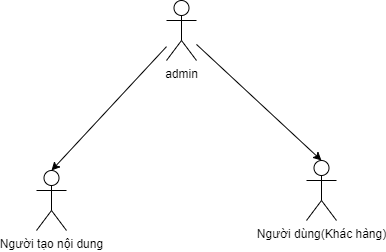 admin
Người tạo nội dung
Người dùng(Khác hàng)